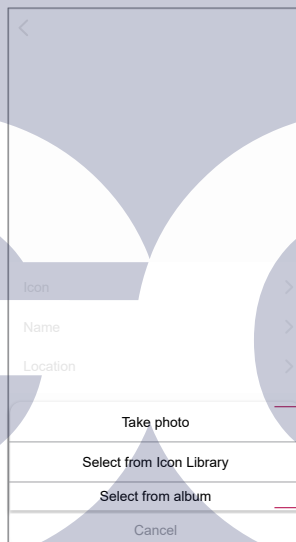 Icon
Name
Location
Take photo
Select from Icon Library
Select from album
Cancel